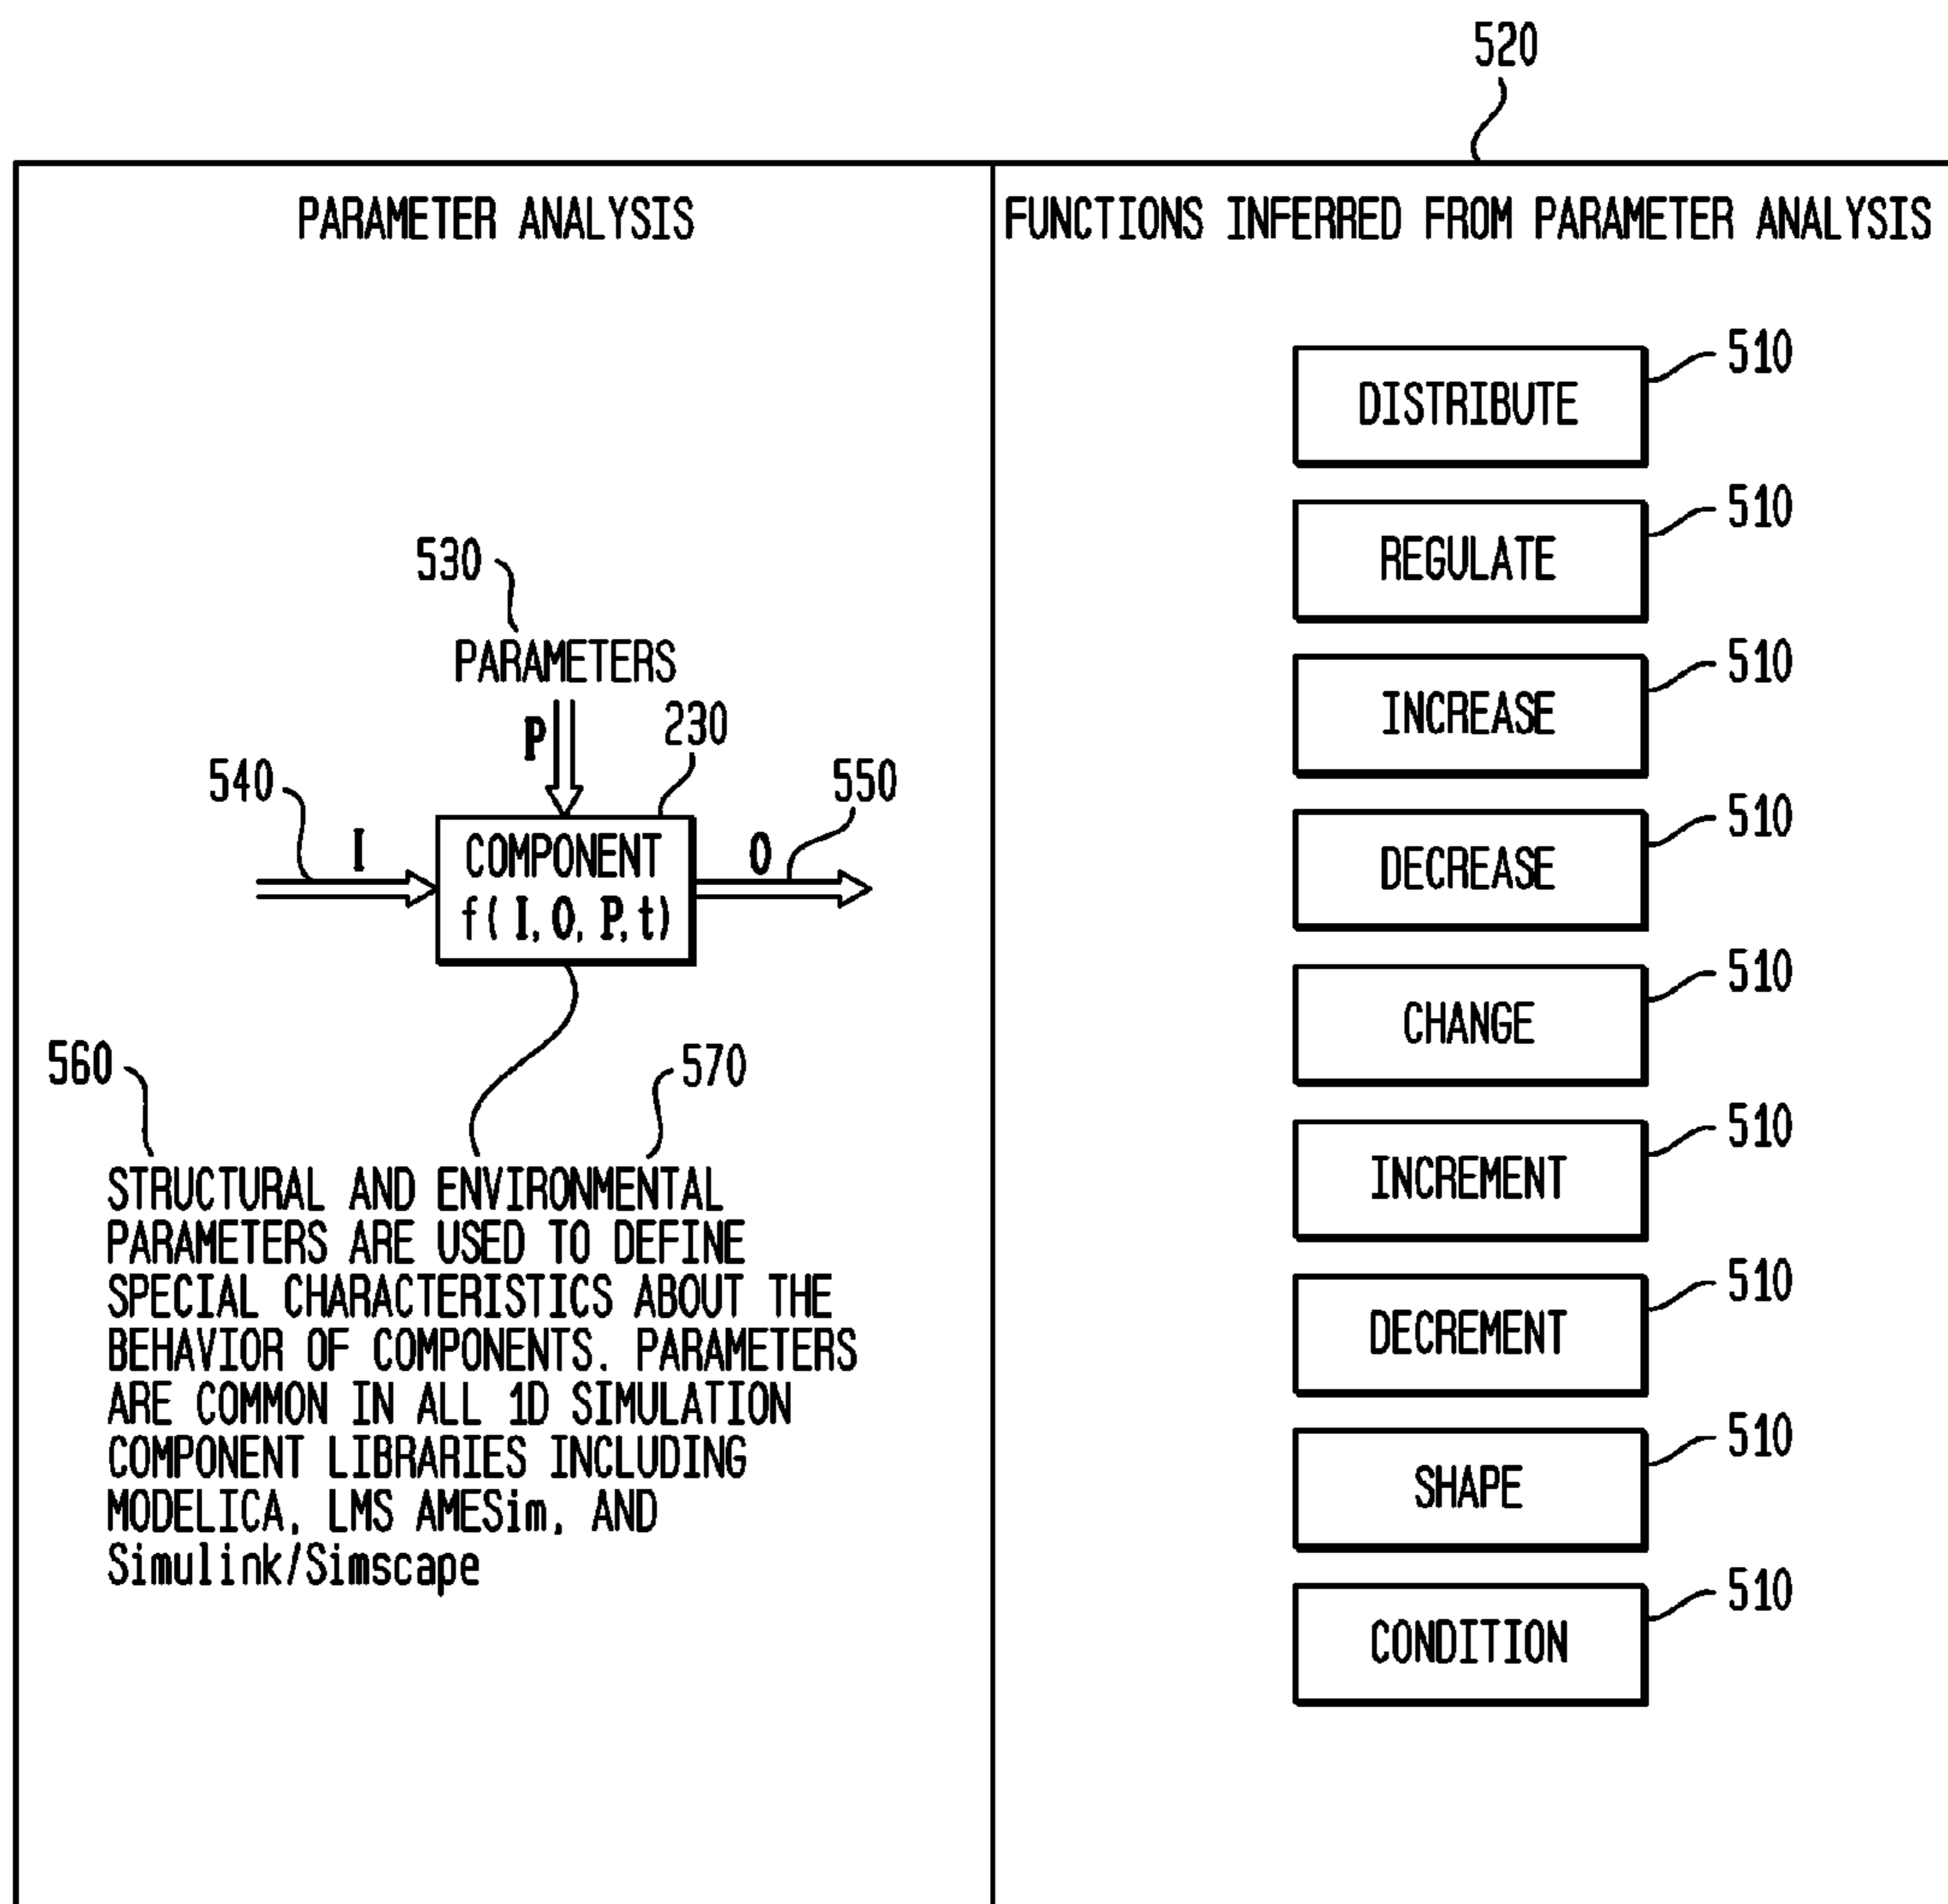 520
PARAMETER ANALYSIS
530
PARAMETERS
P
230
540
I
550
O
COMPONENT
f( I, O, P, t)
560
570
STRUCTURAL AND ENVIRONMENTAL
PARAMETERS ARE USED TO DEFINE
SPECIAL CHARACTERISTICS ABOUT THE
BEHAVIOR OF COMPONENTS. PARAMETERS
ARE COMMON IN ALL 1D SIMULATION
COMPONENT LIBRARIES INCLUDING
MODELICA, LMS AMESim, AND
Simulink/Simscape
FUNCTIONS INFERRED FROM PARAMETER ANALYSIS
510
DISTRIBUTE
510
REGULATE
510
INCREASE
510
DECREASE
510
CHANGE
510
INCREMENT
510
DECREMENT
510
SHAPE
510
CONDITION